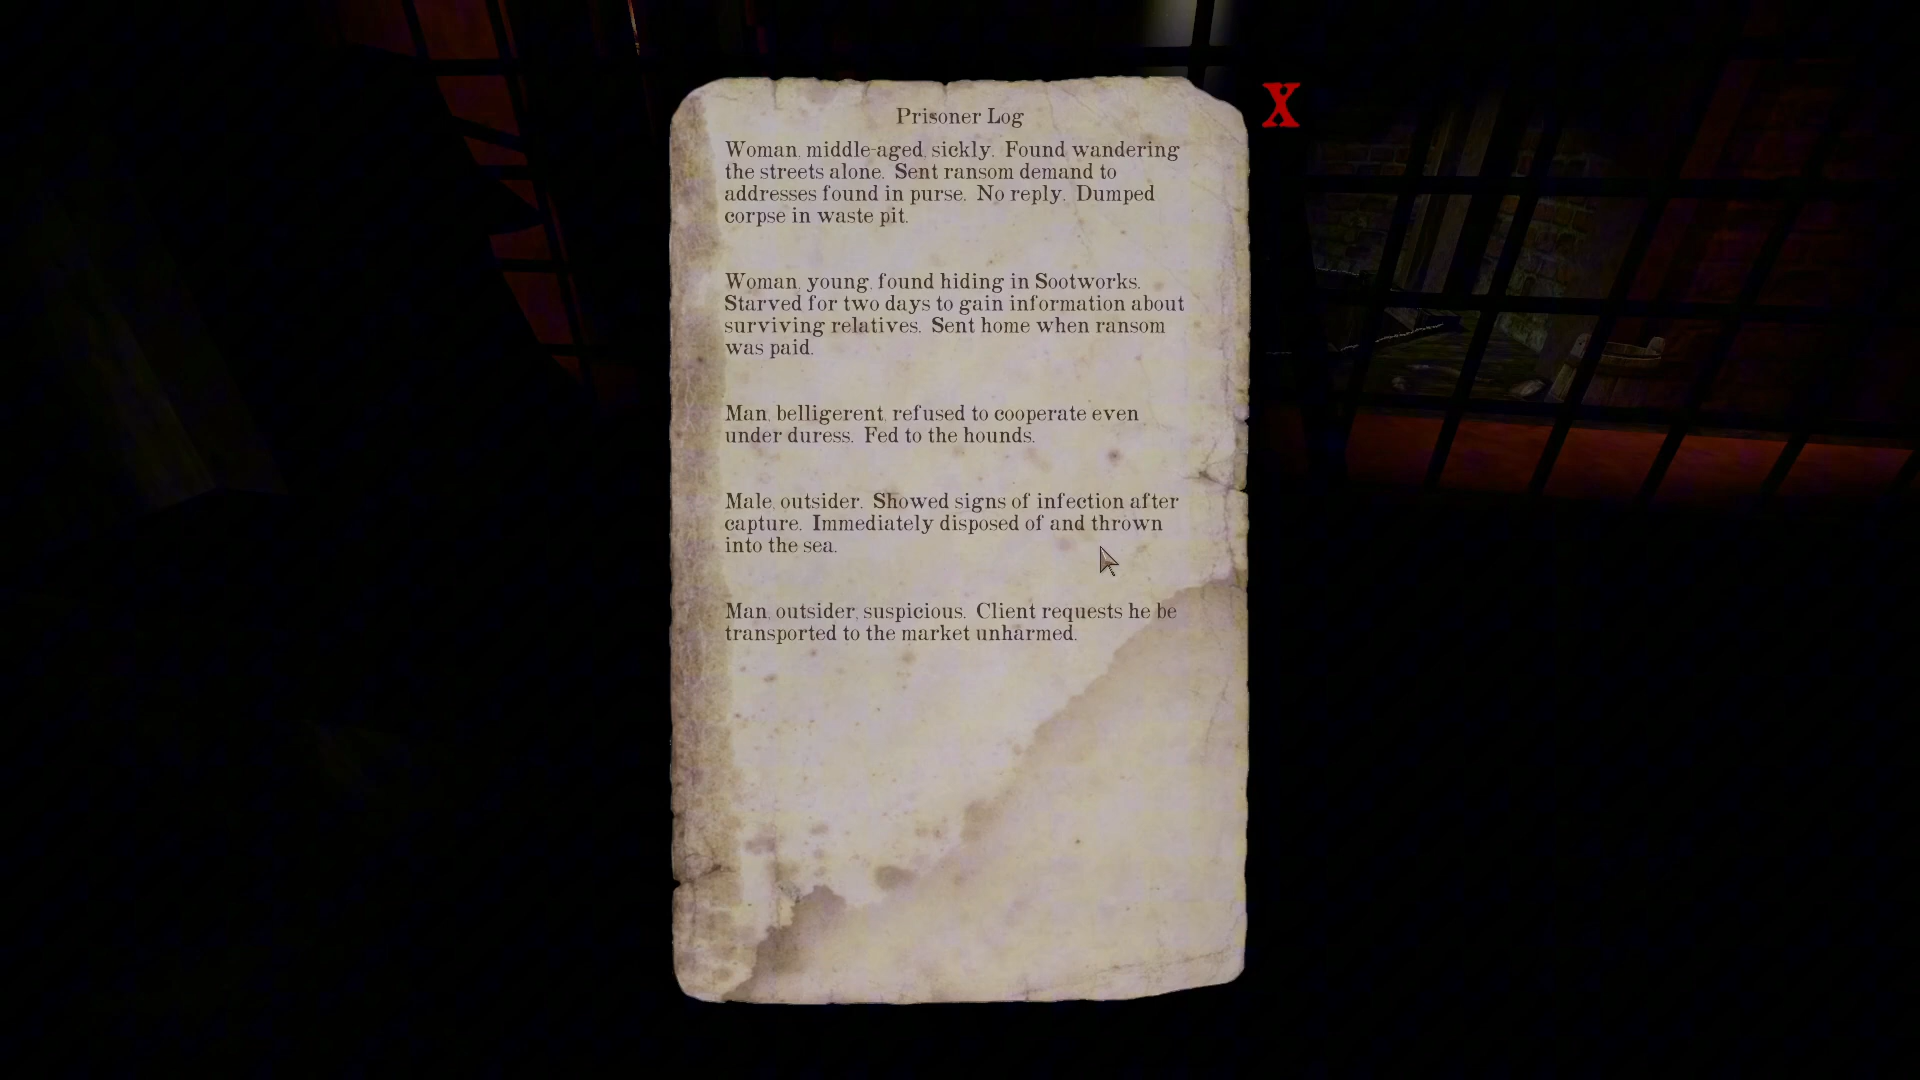 Prisoner Log
X
Woman, middle-aged, sickly. Found wandering
the streets alone. Sent ransom demand to
addresses found in purse. No reply. Dumped
corpse in waste pit.
Woman, young, found hiding in Sootworks.
Starved for two days to gain information about
surviving relatives. Sent home when ransom
was paid.
Man, belligerent, refused to cooperate even
under duress. Fed to the hounds.
Male, outsider. Showed signs of infection after
capture. Immediately disposed of and thrown
into the sea.
Man, outsider, suspicious. Client requests he be
transported to the market unharmed.